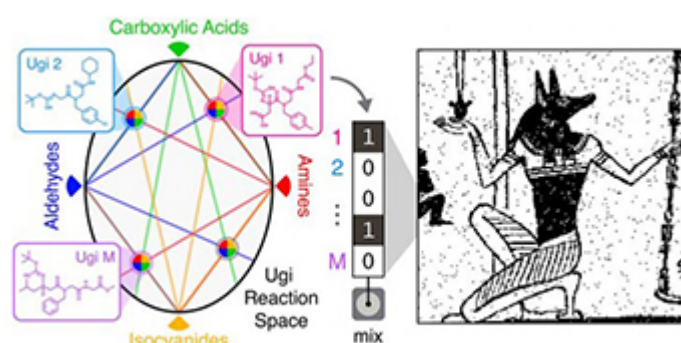 Carboxylic Acids
Ugi 2
Ugi 1
Aldehydes
Amines
Ugi M
Ugi
Reaction
Space
Isocyanides
1 1
2 0
0
... 1
M 0
mix